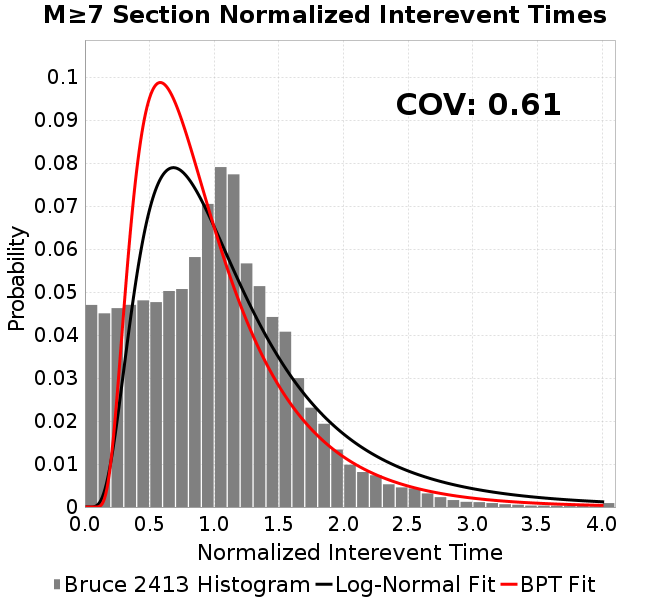 M≥7 Section Normalized Interevent Times
COV: 0.61
Probability
0.1
0.09
0.08
0.07
0.06
0.05
0.04
0.03
0.02
0.01
0
0.0 0.5 1.0 1.5 2.0 2.5 3.0 3.5 4.0
Normalized Interevent Time
Bruce 2413 Histogram Log-Normal Fit BPT Fit